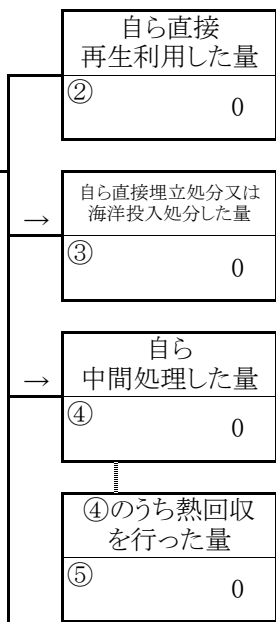 自ら直接
再生利用した量
②
0
自ら直接埋立処分又は
海洋投入処分した量
→
③
0
自ら
中間処理した量
→
④
0
④のうち熱回収
を行った量
⑤
0